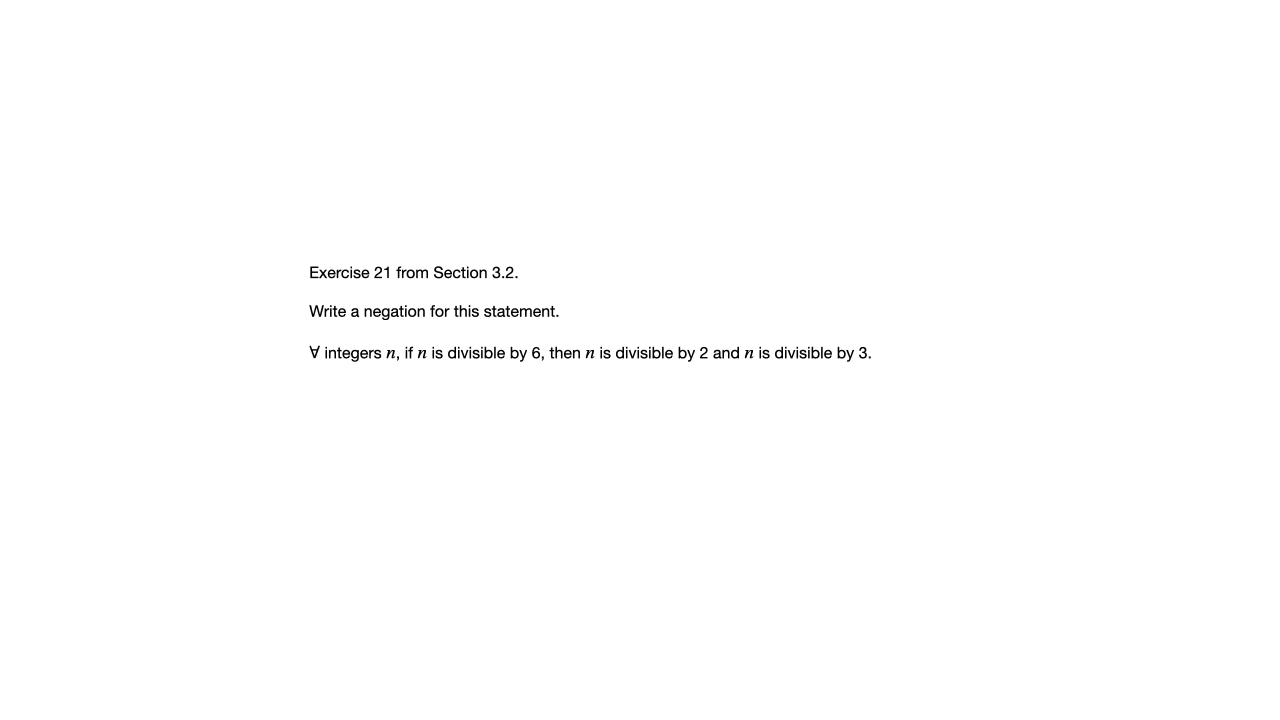 Exercise 21 from Section 3.2.
Write a negation for this statement.
∀ integers n, if n is divisible by 6, then n is divisible by 2 and n is divisible by 3.